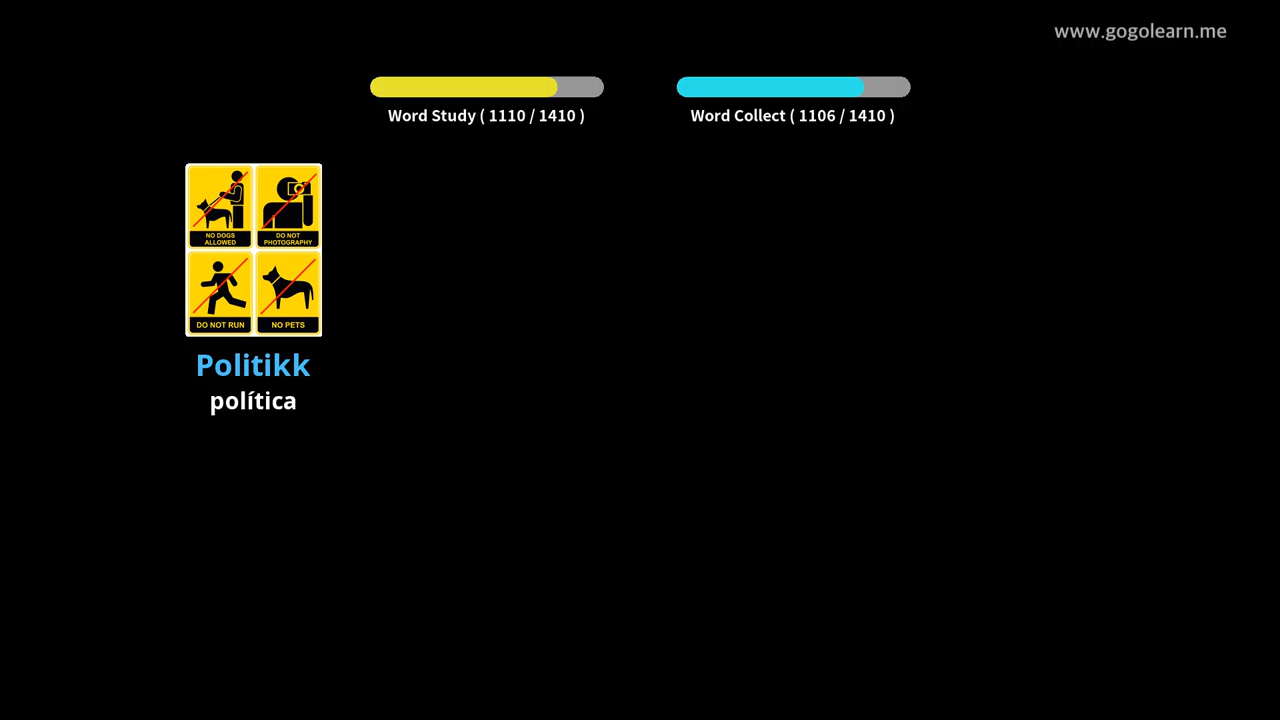 www.gogolearn.me
Word Study ( 1110 / 1410 )
Word Collect ( 1106 / 1410 )
NO DOGS
ALLOWED
DO NOT
PHOTOGRAPHY
DO NOT RUN
NO PETS
Politikk
política